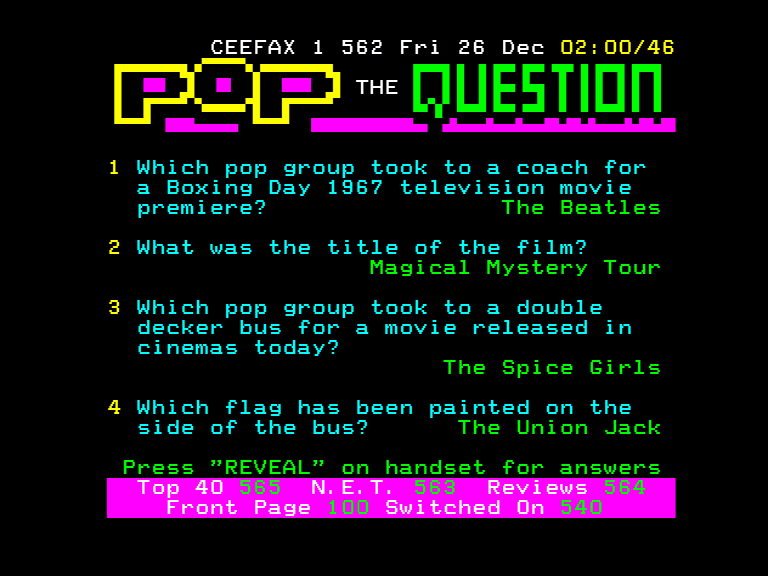 CEEFAX 1 562 Fri 26 Dec 02:00/46
POP THE QUESTION
1 Which pop group took to a coach for
a Boxing Day 1967 television movie
premiere? The Beatles
2 What was the title of the film?
Magical Mystery Tour
3 Which pop group took to a double
decker bus for a movie released in
cinemas today?
The Spice Girls
4 Which flag has been painted on the
side of the bus? The Union Jack
Press "REVEAL" on handset for answers
Top 40 565 N.E.T. 563 Reviews 564
Front Page 100 Switched On 540